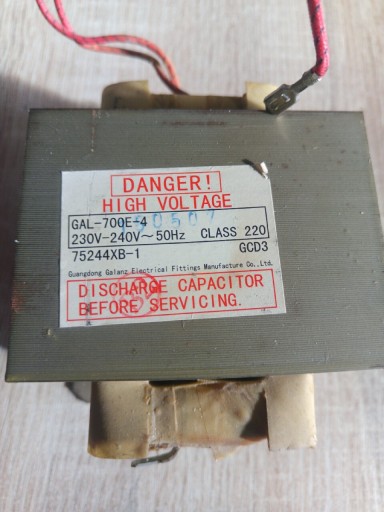 DANGER!
HIGH VOLTAGE
GAL-700E-4
230V-240V~50Hz CLASS 220
75244XB-1 GCD3
Guangdong Galanz Electrical Fittings Manufacture Co.,Ltd.
DISCHARGE CAPACITOR
BEFORE SERVICING.